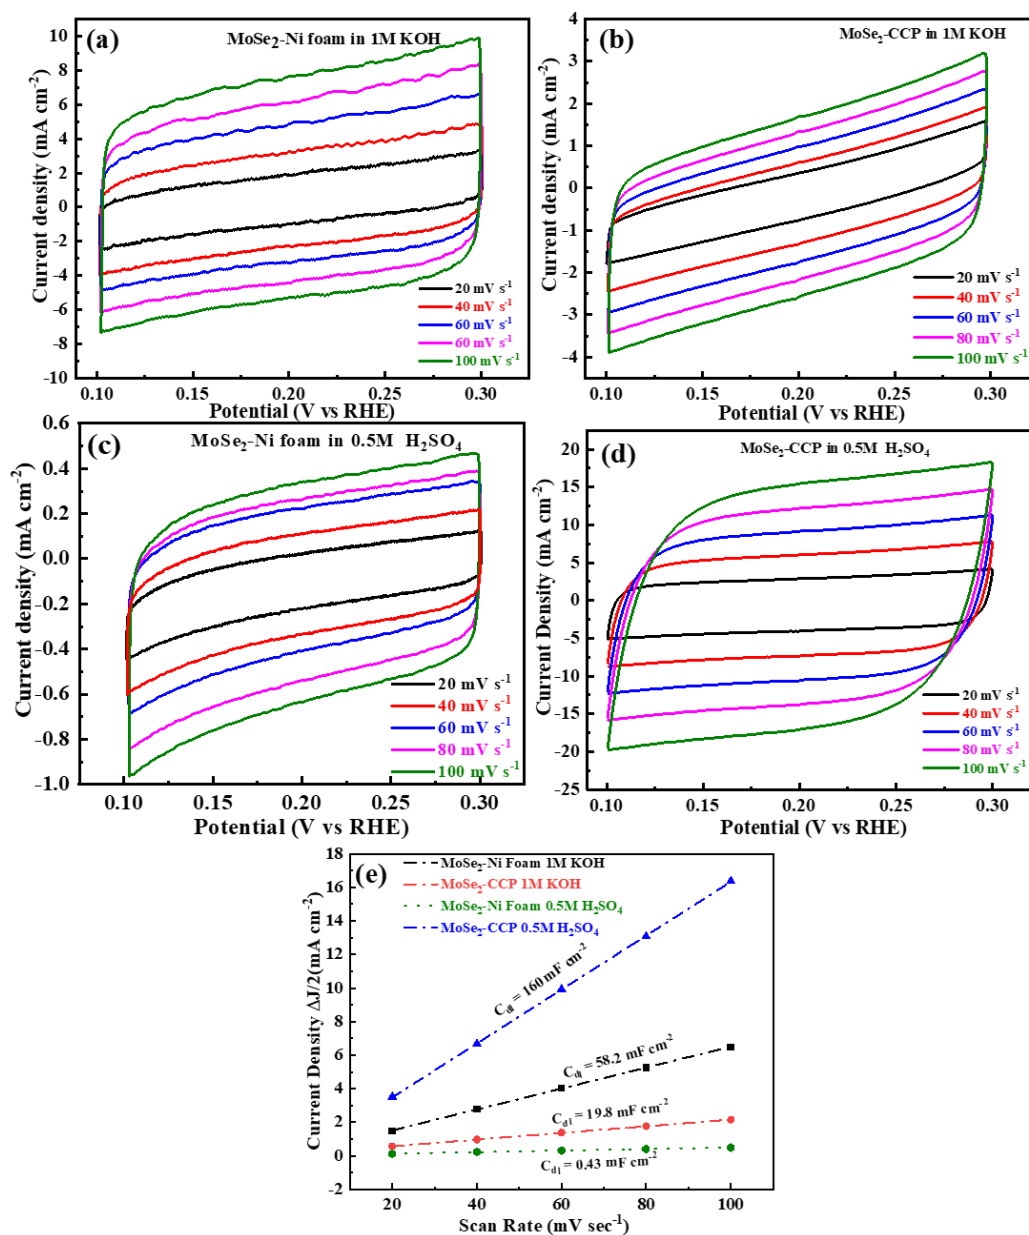 (a)
MoSe₂-Ni foam in 1M KOH
Current density (mA cm⁻²)
10
8
6
4
2
0
-2
-4
-6
-8
-10
20 mV s⁻¹
40 mV s⁻¹
60 mV s⁻¹
60 mV s⁻¹
100 mV s⁻¹
0.10 0.15 0.20 0.25 0.30
Potential (V vs RHE)
(b)
MoSe₂-CCP in 1M KOH
Current density (mA cm⁻²)
4
3
2
1
0
-1
-2
-3
-4
20 mV s⁻¹
40 mV s⁻¹
60 mV s⁻¹
80 mV s⁻¹
100 mV s⁻¹
0.10 0.15 0.20 0.25 0.30
Potential (V vs RHE)
(c)
MoSe₂-Ni foam in 0.5M H₂SO₄
Current density (mA cm⁻²)
0.6
0.4
0.2
0.0
-0.2
-0.4
-0.6
-0.8
-1.0
20 mV s⁻¹
40 mV s⁻¹
60 mV s⁻¹
80 mV s⁻¹
100 mV s⁻¹
0.10 0.15 0.20 0.25 0.30
Potential (V vs RHE)
(d)
MoSe₂-CCP in 0.5M H₂SO₄
Current Density (mA cm⁻²)
20
15
10
5
0
-5
-10
-15
-20
-25
20 mV s⁻¹
40 mV s⁻¹
60 mV s⁻¹
80 mV s⁻¹
100 mV s⁻¹
0.10 0.15 0.20 0.25 0.30
Potential (V vs RHE)
(e)
MoSe₂-Ni Foam 1M KOH
MoSe₂-CCP 1M KOH
MoSe₂-Ni Foam 0.5M H₂SO₄
MoSe₂-CCP 0.5M H₂SO₄
Current Density ΔJ/2 (mA cm⁻²)
16
14
12
10
8
6
4
2
0
-2
C_dl = 160 mF cm⁻²
C_dl = 58.2 mF cm⁻²
C_dl = 19.8 mF cm⁻²
C_dl = 0.43 mF cm⁻²
20 40 60 80 100
Scan Rate (mV sec⁻¹)